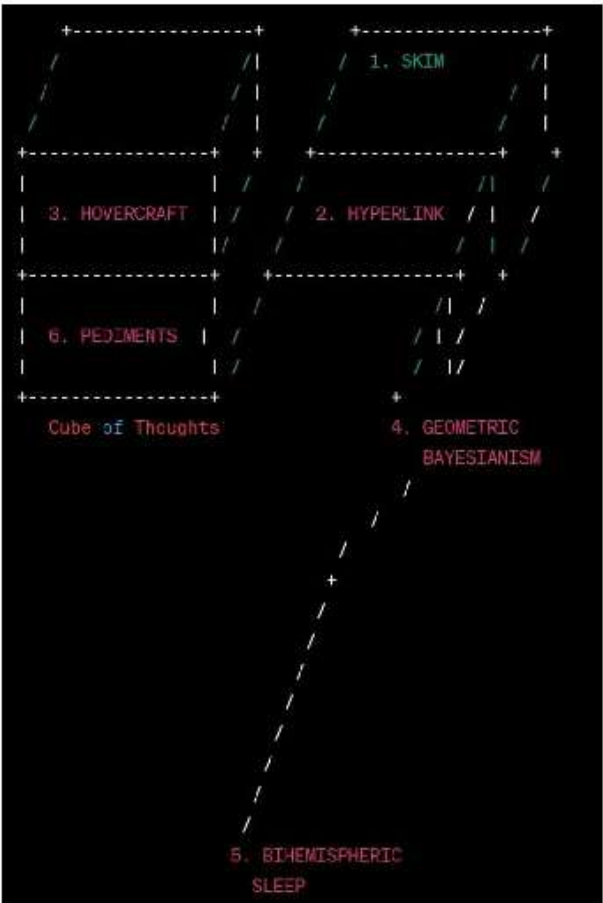 1. SKIM
3. HOVERCRAFT
2. HYPERLINK
6. PEDIMENTS
Cube of Thoughts
4. GEOMETRIC
BAYESIANISM
5. BIHEMISPHERIC
SLEEP